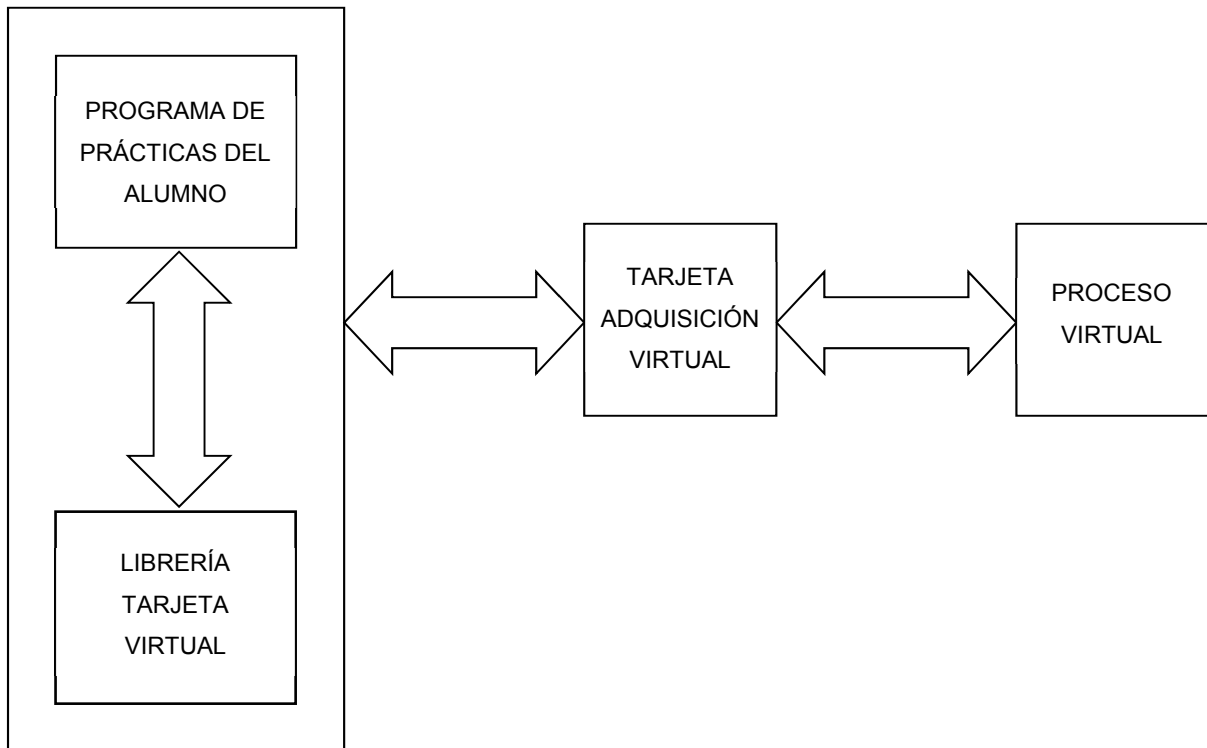 PROGRAMA DE
PRÁCTICAS DEL
ALUMNO
LIBRERÍA
TARJETA
VIRTUAL
TARJETA
ADQUISICIÓN
VIRTUAL
PROCESO
VIRTUAL